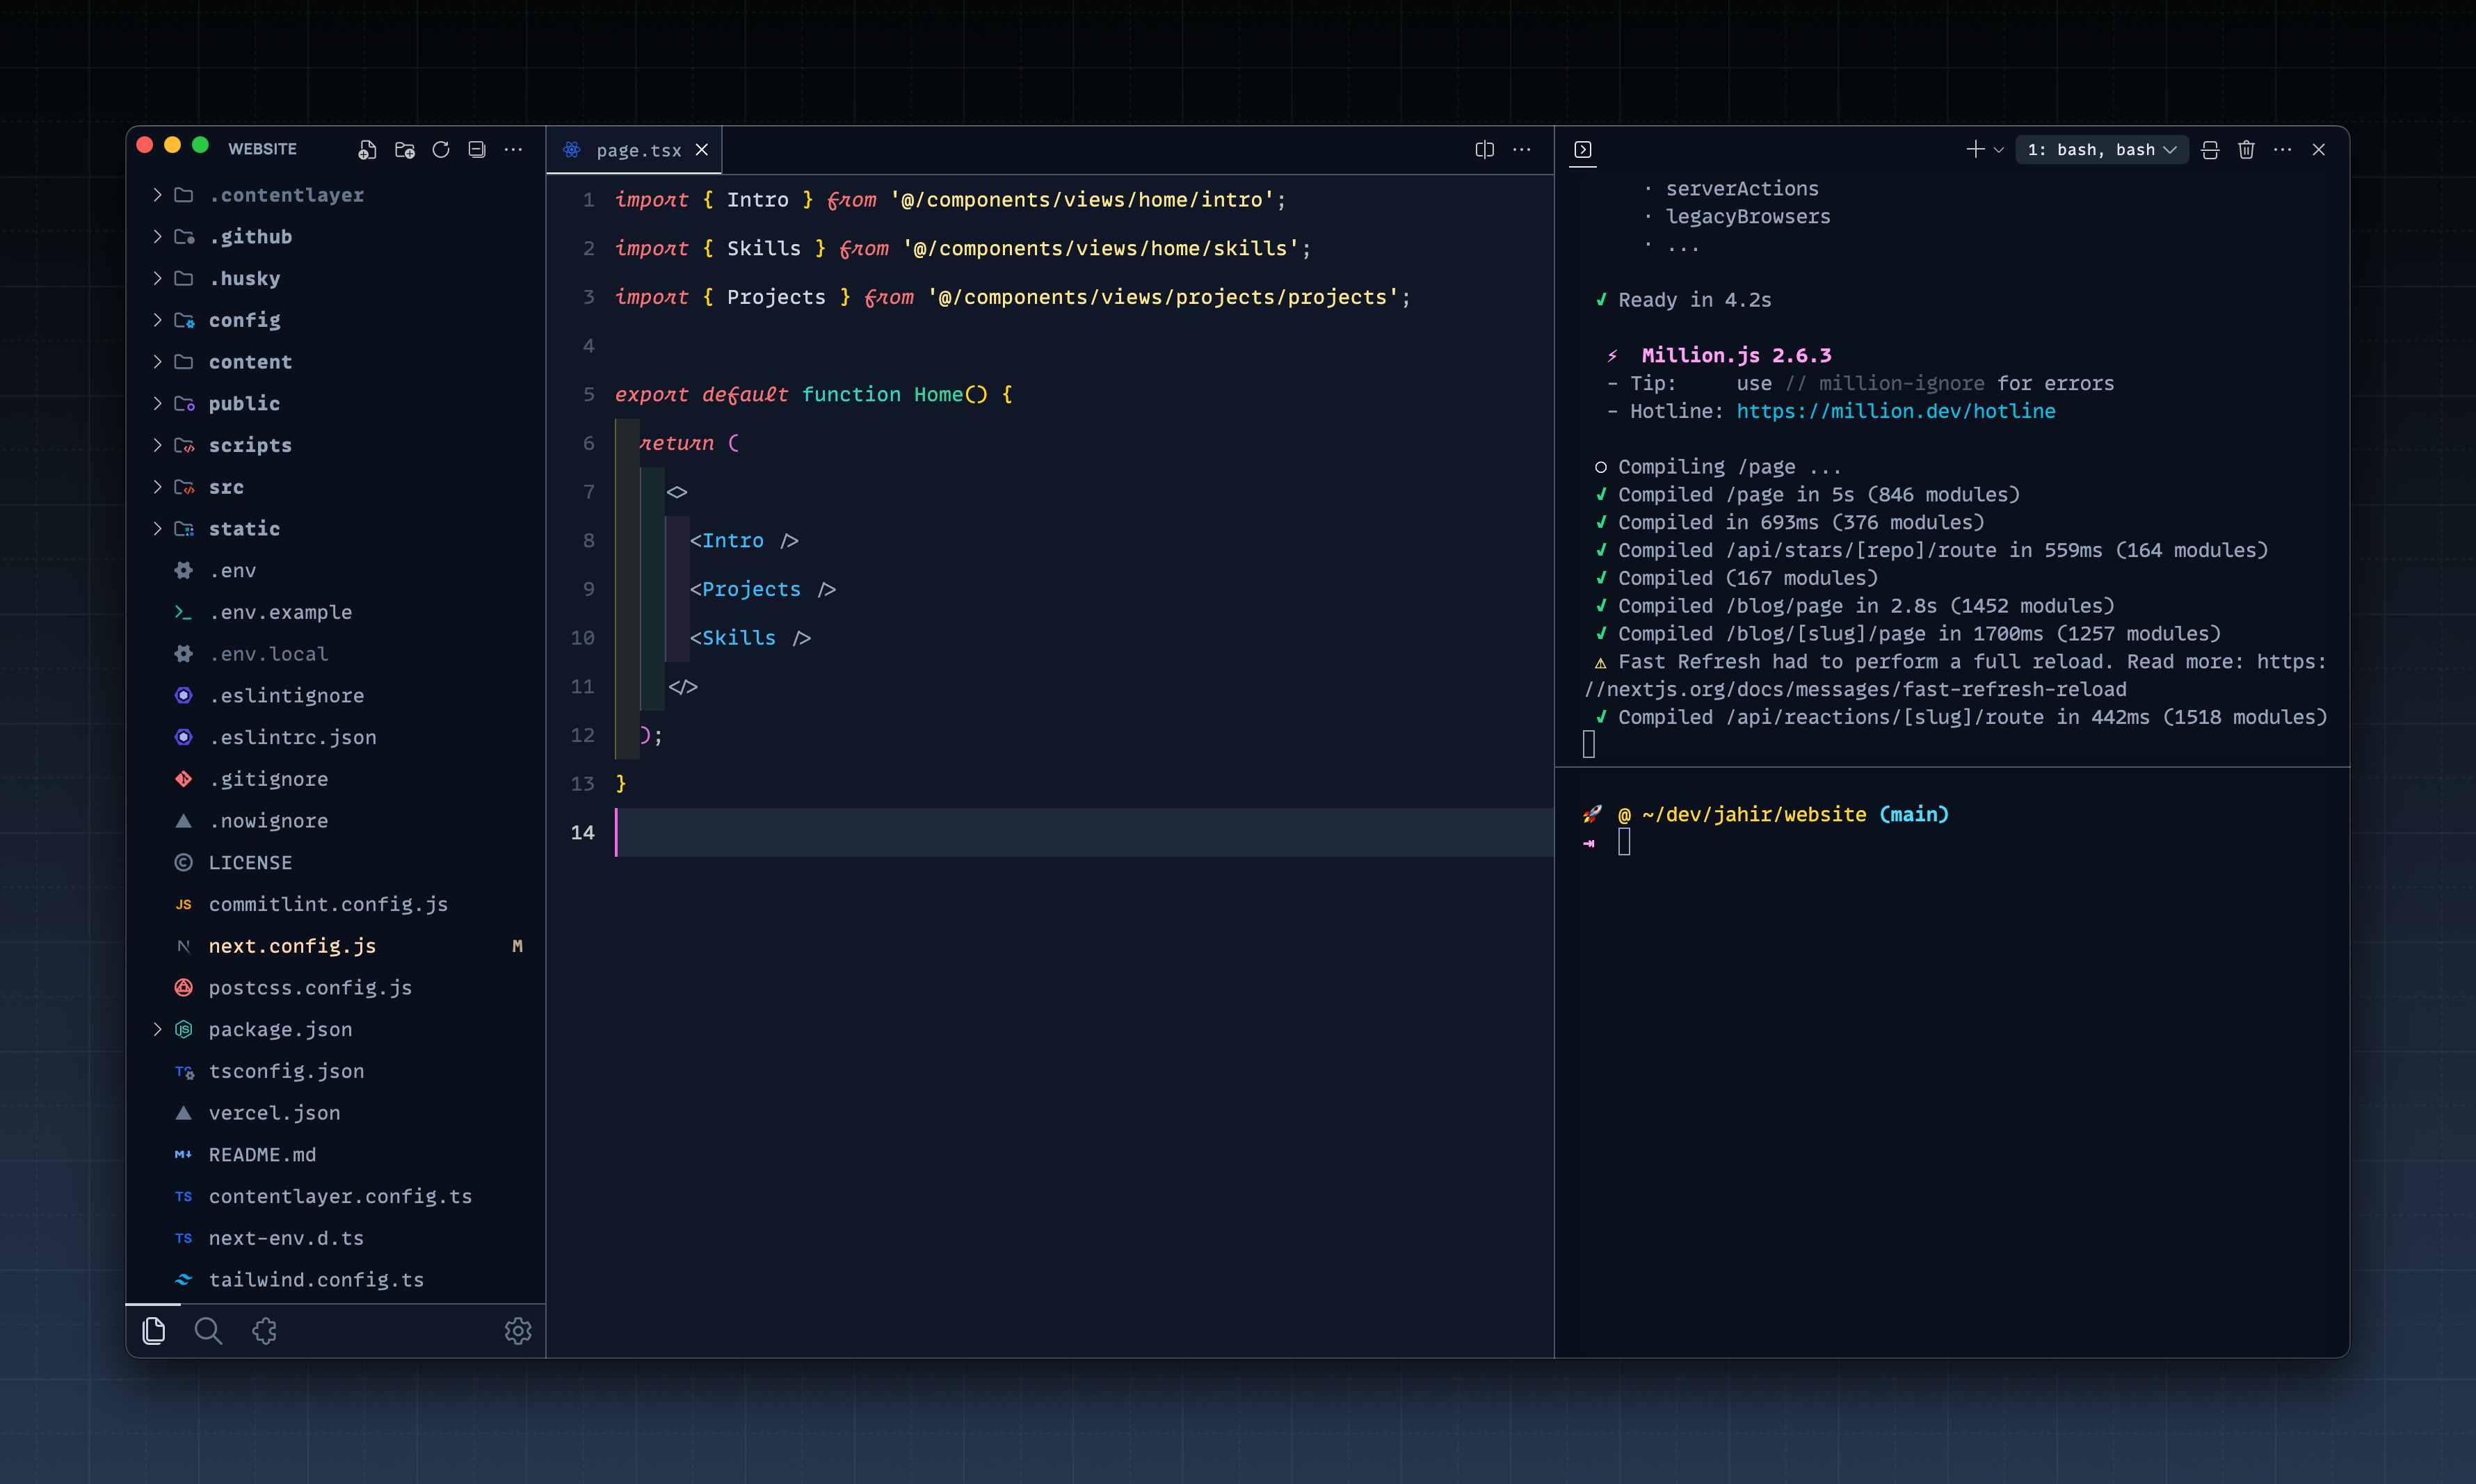 WEBSITE
.contentlayer
.github
.husky
config
content
public
scripts
src
static
.env
.env.example
.env.local
.eslintignore
.eslintrc.json
.gitignore
.nowignore
LICENSE
JS commitlint.config.js
next.config.js M
postcss.config.js
package.json
tsconfig.json
vercel.json
M↓ README.md
TS contentlayer.config.ts
TS next-env.d.ts
tailwind.config.ts
page.tsx
1 import { Intro } from '@/components/views/home/intro';
2 import { Skills } from '@/components/views/home/skills';
3 import { Projects } from '@/components/views/projects/projects';
4
5 export default function Home() {
6 return (
7 <>
8 <Intro />
9 <Projects />
10 <Skills />
11 </>
12 );
13 }
14
1: bash, bash
· serverActions
· legacyBrowsers
· ...
✓ Ready in 4.2s
⚡ Million.js 2.6.3
- Tip: use // million-ignore for errors
- Hotline: https://million.dev/hotline
○ Compiling /page ...
✓ Compiled /page in 5s (846 modules)
✓ Compiled in 693ms (376 modules)
✓ Compiled /api/stars/[repo]/route in 559ms (164 modules)
✓ Compiled (167 modules)
✓ Compiled /blog/page in 2.8s (1452 modules)
✓ Compiled /blog/[slug]/page in 1700ms (1257 modules)
⚠ Fast Refresh had to perform a full reload. Read more: https:
//nextjs.org/docs/messages/fast-refresh-reload
✓ Compiled /api/reactions/[slug]/route in 442ms (1518 modules)
🚀 @ ~/dev/jahir/website (main)
⇥